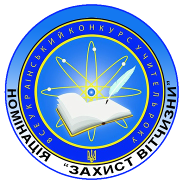 ВСЕУКРАЇНСЬКИЙ КОНКУРС УЧИТЕЛЬ РОКУ
НОМІНАЦІЯ "ЗАХИСТ ВІТЧИЗНИ"